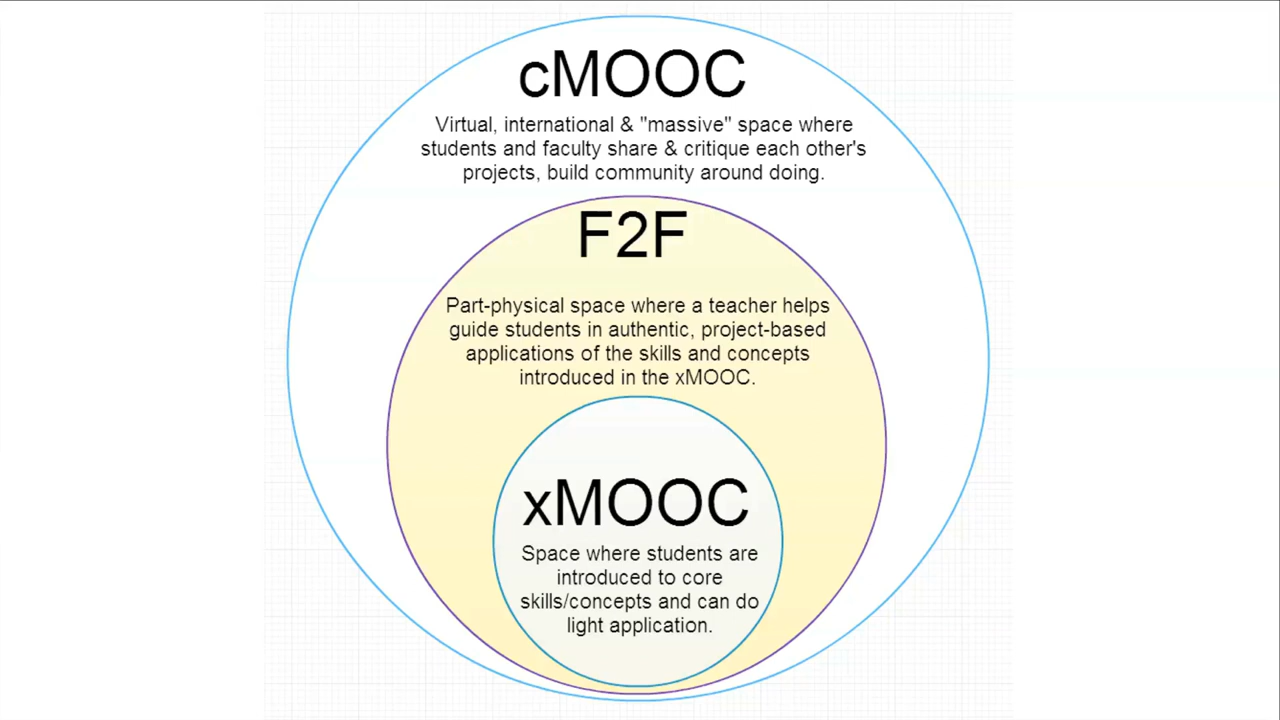 cMOOC
Virtual, international & "massive" space where
students and faculty share & critique each other's
projects, build community around doing.
F2F
Part-physical space where a teacher helps
guide students in authentic, project-based
applications of the skills and concepts
introduced in the xMOOC.
xMOOC
Space where students are
introduced to core
skills/concepts and can do
light application.